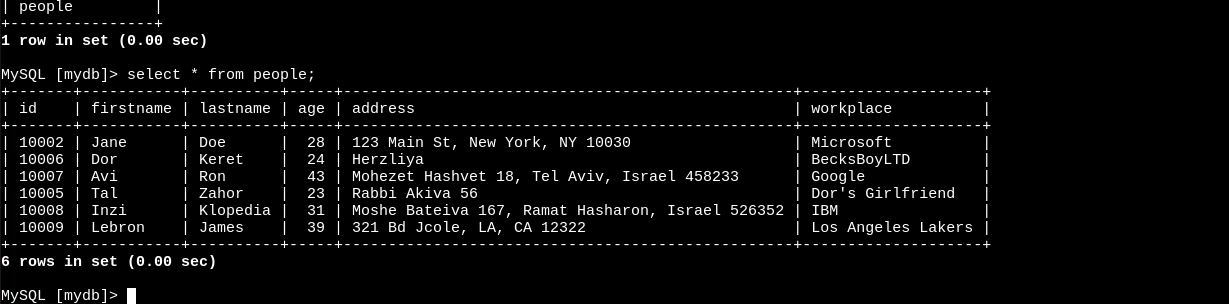 | people         |
+----------------+
1 row in set (0.00 sec)

MySQL [mydb]> select * from people;
+-------+-----------+----------+-----+--------------------------------------------------+--------------------+
| id    | firstname | lastname | age | address                                          | workplace          |
+-------+-----------+----------+-----+--------------------------------------------------+--------------------+
| 10002 | Jane      | Doe      |  28 | 123 Main St, New York, NY 10030                  | Microsoft          |
| 10006 | Dor       | Keret    |  24 | Herzliya                                         | BecksBoyLTD        |
| 10007 | Avi       | Ron      |  43 | Mohezet Hashvet 18, Tel Aviv, Israel 458233      | Google             |
| 10005 | Tal       | Zahor    |  23 | Rabbi Akiva 56                                   | Dor's Girlfriend   |
| 10008 | Inzi      | Klopedia |  31 | Moshe Bateiva 167, Ramat Hasharon, Israel 526352 | IBM                |
| 10009 | Lebron    | James    |  39 | 321 Bd Jcole, LA, CA 12322                       | Los Angeles Lakers |
+-------+-----------+----------+-----+--------------------------------------------------+--------------------+
6 rows in set (0.00 sec)

MySQL [mydb]>